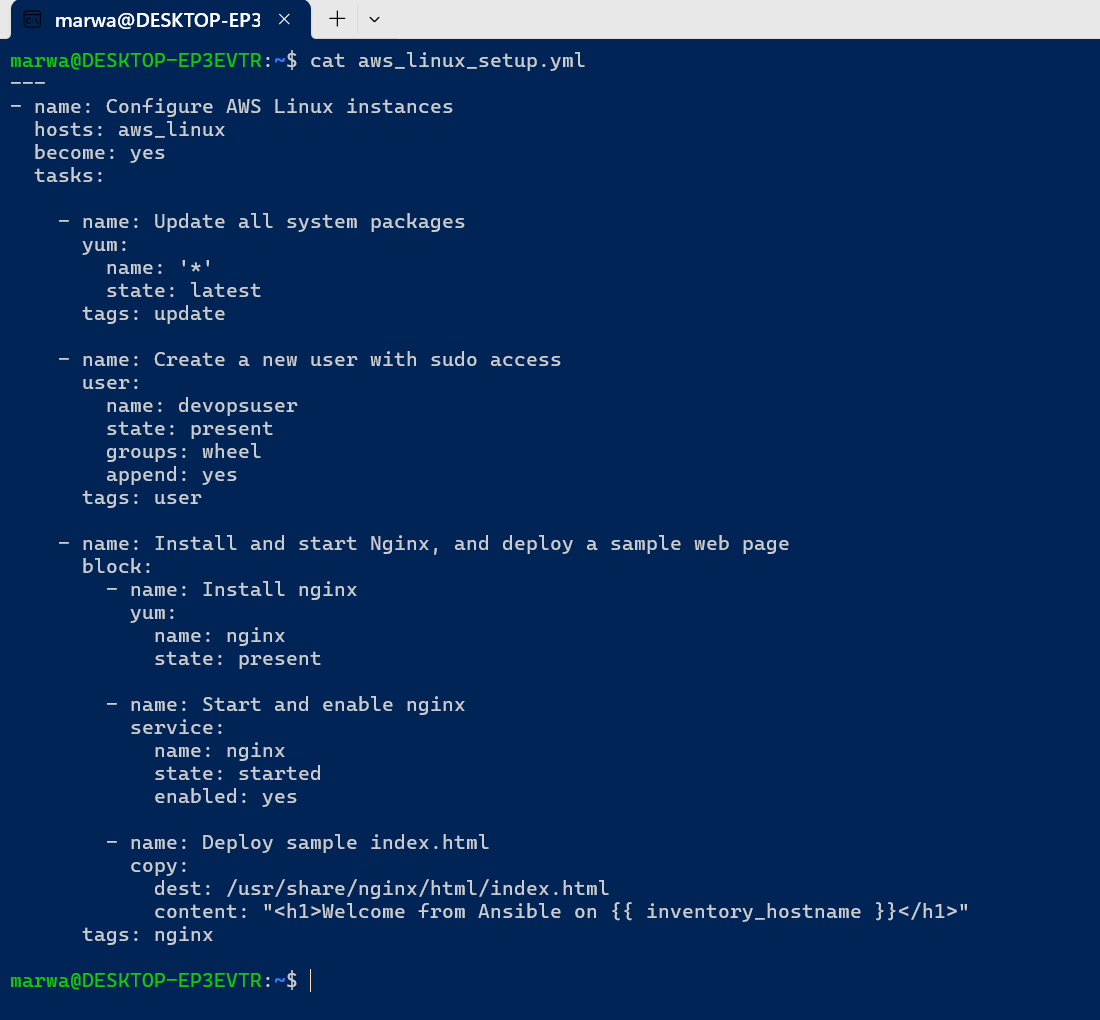 marwa@DESKTOP-EP3
marwa@DESKTOP-EP3EVTR:~$ cat aws_linux_setup.yml
---
- name: Configure AWS Linux instances
  hosts: aws_linux
  become: yes
  tasks:

    - name: Update all system packages
      yum:
        name: '*'
        state: latest
      tags: update

    - name: Create a new user with sudo access
      user:
        name: devopsuser
        state: present
        groups: wheel
        append: yes
      tags: user

    - name: Install and start Nginx, and deploy a sample web page
      block:
        - name: Install nginx
          yum:
            name: nginx
            state: present

        - name: Start and enable nginx
          service:
            name: nginx
            state: started
            enabled: yes

        - name: Deploy sample index.html
          copy:
            dest: /usr/share/nginx/html/index.html
            content: "<h1>Welcome from Ansible on {{ inventory_hostname }}</h1>"
      tags: nginx

marwa@DESKTOP-EP3EVTR:~$